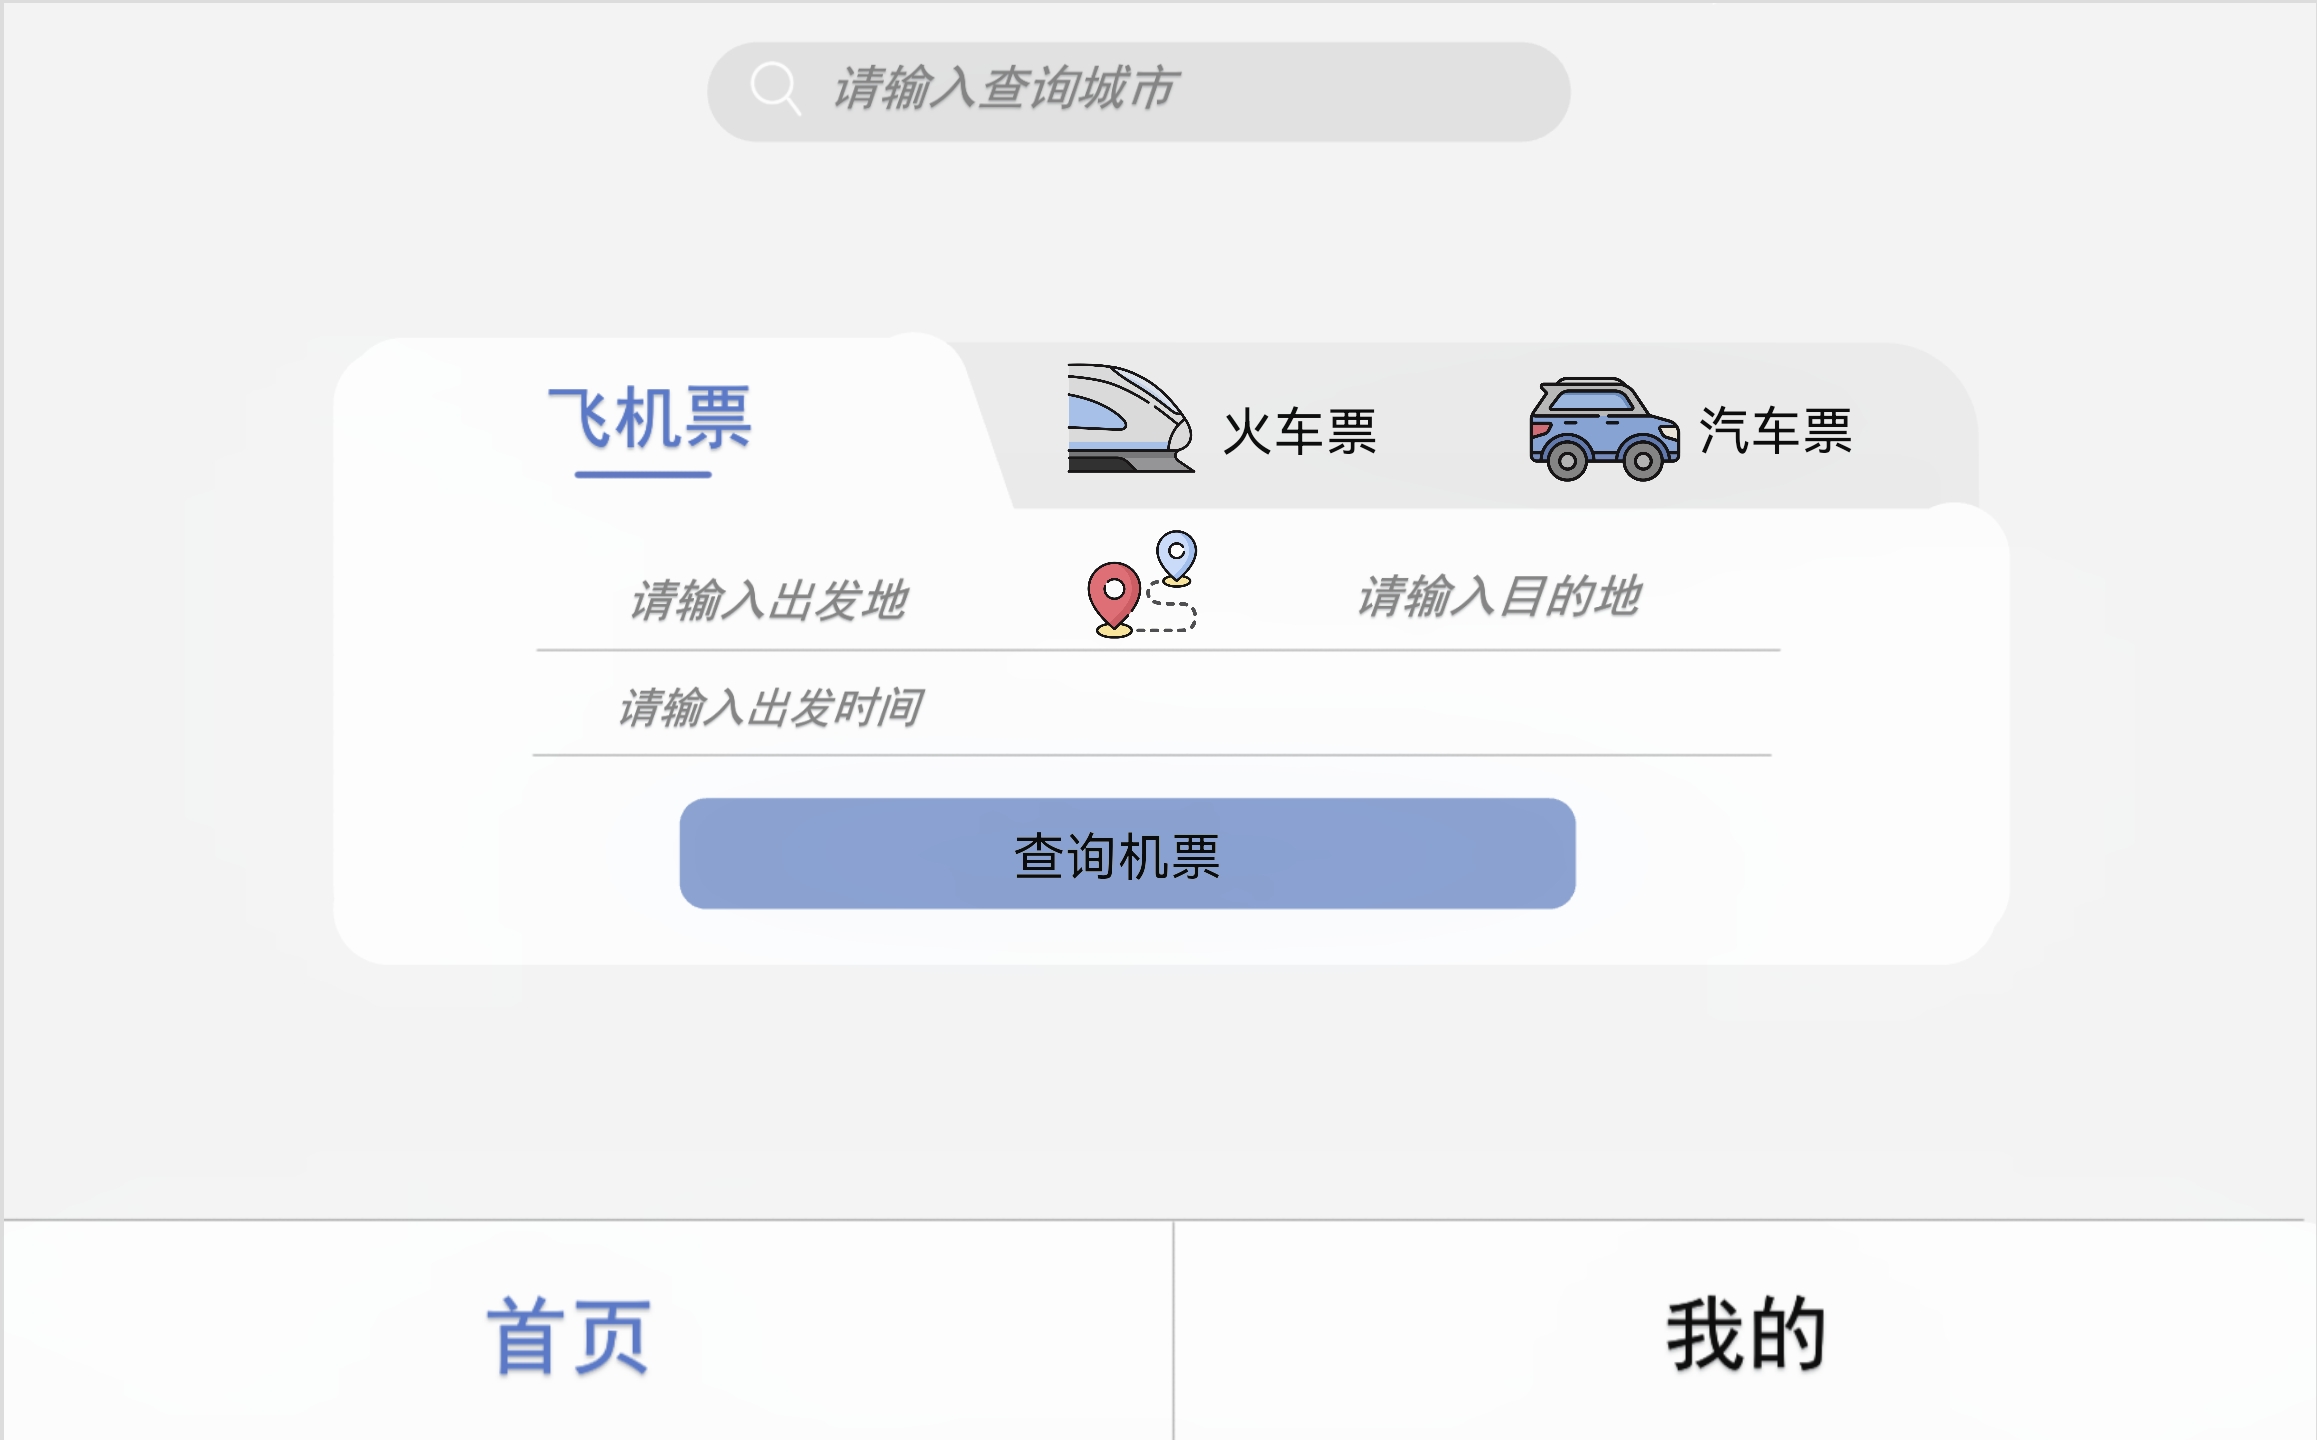 请输入查询城市
飞机票
火车票
汽车票
请输入出发地
请输入目的地
请输入出发时间
查询机票
首页
我的